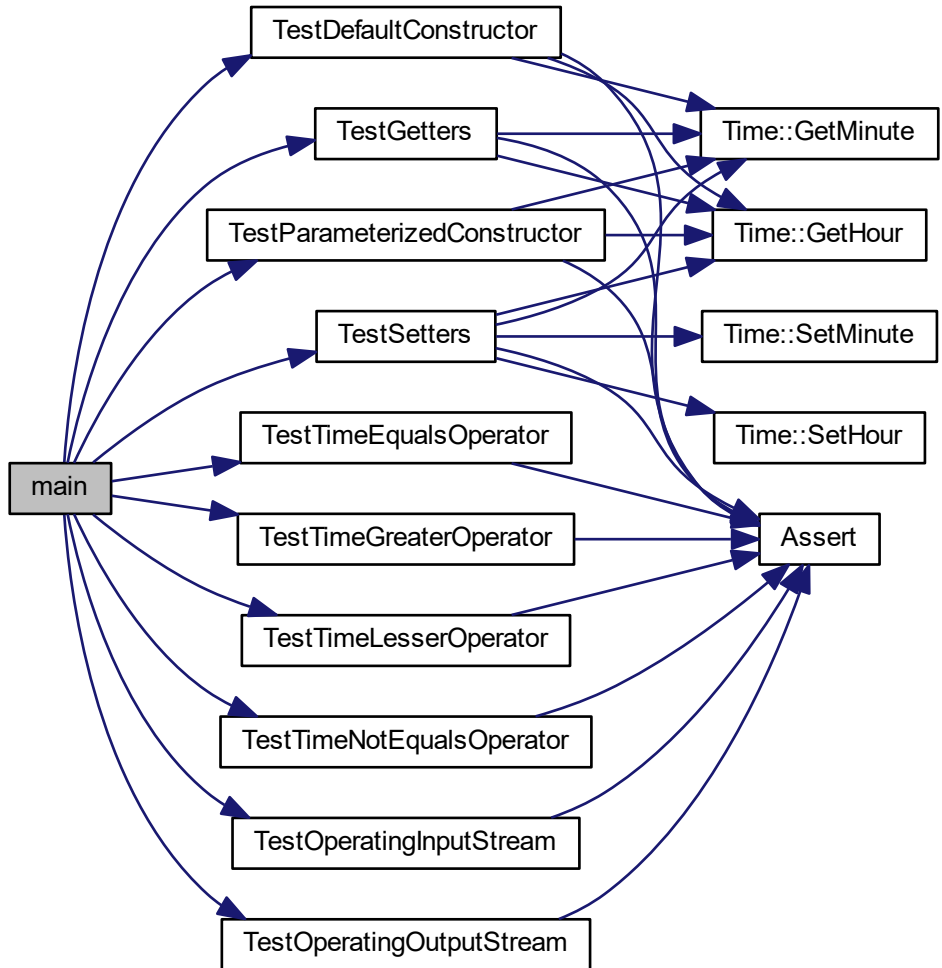 TestDefaultConstructor
TestGetters
Time::GetMinute
TestParameterizedConstructor
Time::GetHour
TestSetters
Time::SetMinute
TestTimeEqualsOperator
Time::SetHour
main
TestTimeGreaterOperator
Assert
TestTimeLesserOperator
TestTimeNotEqualsOperator
TestOperatingInputStream
TestOperatingOutputStream